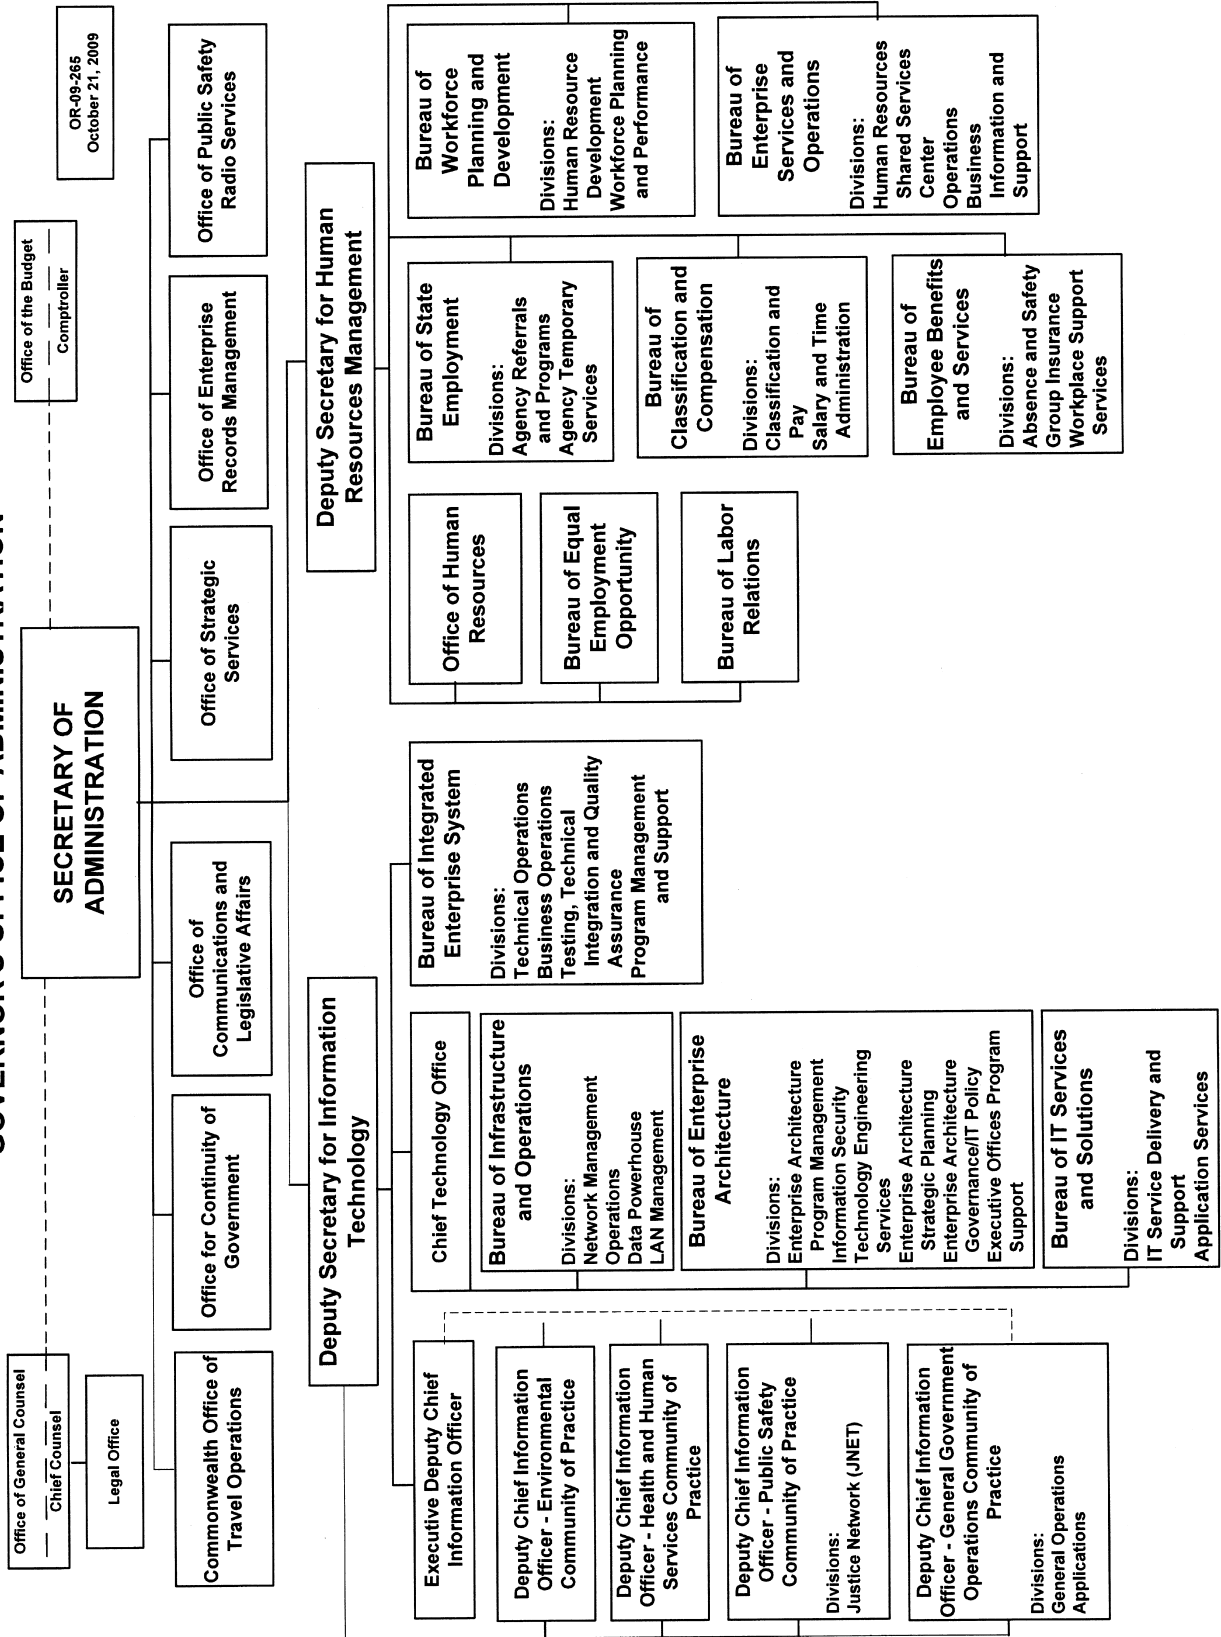 GOVERNOR'S OFFICE OF ADMINISTRATION
OR-09-265
October 21, 2009
Office of General Counsel
Chief Counsel
Legal Office
SECRETARY OF
ADMINISTRATION
Office of the Budget
Comptroller
Commonwealth Office of
Travel Operations
Office for Continuity of
Government
Office of
Communications and
Legislative Affairs
Office of Strategic
Services
Office of Enterprise
Records Management
Office of Public Safety
Radio Services
Deputy Secretary for Information
Technology
Deputy Secretary for Human
Resources Management
Executive Deputy Chief
Information Officer
Deputy Chief Information
Officer - Environmental
Community of Practice
Deputy Chief Information
Officer - Health and Human
Services Community of
Practice
Deputy Chief Information
Officer - Public Safety
Community of Practice
Divisions:
Justice Network (JNET)
Deputy Chief Information
Officer - General Government
Operations Community of
Practice
Divisions:
General Operations
Applications
Chief Technology Office
Bureau of Infrastructure
and Operations
Divisions:
Network Management
Operations
Data Powerhouse
LAN Management
Bureau of Enterprise
Architecture
Divisions:
Enterprise Architecture
Program Management
Information Security
Technology Engineering
Services
Enterprise Architecture
Strategic Planning
Enterprise Architecture
Governance/IT Policy
Executive Offices Program
Support
Bureau of IT Services
and Solutions
Divisions:
IT Service Delivery and
Support
Application Services
Bureau of Integrated
Enterprise System
Divisions:
Technical Operations
Business Operations
Testing, Technical
Integration and Quality
Assurance
Program Management
and Support
Office of Human
Resources
Bureau of Equal
Employment
Opportunity
Bureau of Labor
Relations
Bureau of State
Employment
Divisions:
Agency Referrals
and Programs
Agency Temporary
Services
Bureau of
Classification and
Compensation
Divisions:
Classification and
Pay
Salary and Time
Administration
Bureau of
Employee Benefits
and Services
Divisions:
Absence and Safety
Group Insurance
Workplace Support
Services
Bureau of
Workforce
Planning and
Development
Divisions:
Human Resource
Development
Workforce Planning
and Performance
Bureau of
Enterprise
Services and
Operations
Divisions:
Human Resources
Shared Services
Center
Operations
Business
Information and
Support